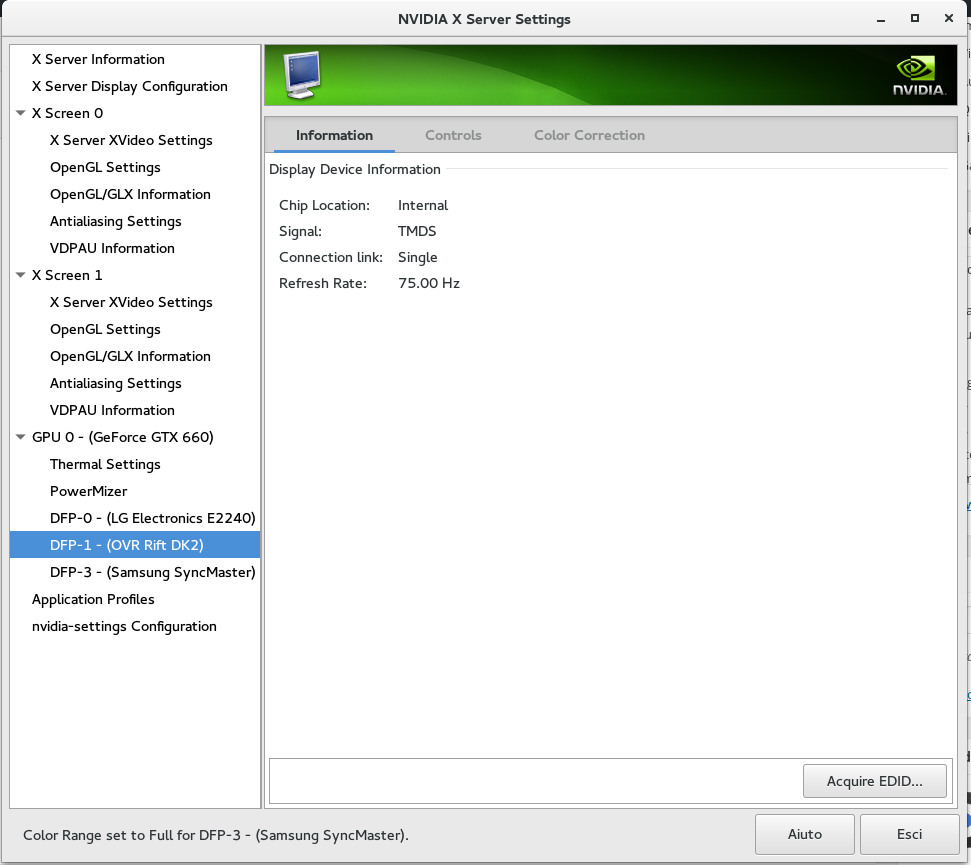 NVIDIA X Server Settings
X Server Information
X Server Display Configuration
X Screen 0
X Server XVideo Settings
OpenGL Settings
OpenGL/GLX Information
Antialiasing Settings
VDPAU Information
X Screen 1
X Server XVideo Settings
OpenGL Settings
OpenGL/GLX Information
Antialiasing Settings
VDPAU Information
GPU 0 - (GeForce GTX 660)
Thermal Settings
PowerMizer
DFP-0 - (LG Electronics E2240)
DFP-1 - (OVR Rift DK2)
DFP-3 - (Samsung SyncMaster)
Application Profiles
nvidia-settings Configuration
NVIDIA.
Information Controls Color Correction
Display Device Information
Chip Location: Internal
Signal: TMDS
Connection link: Single
Refresh Rate: 75.00 Hz
Acquire EDID...
Color Range set to Full for DFP-3 - (Samsung SyncMaster).
Aiuto Esci